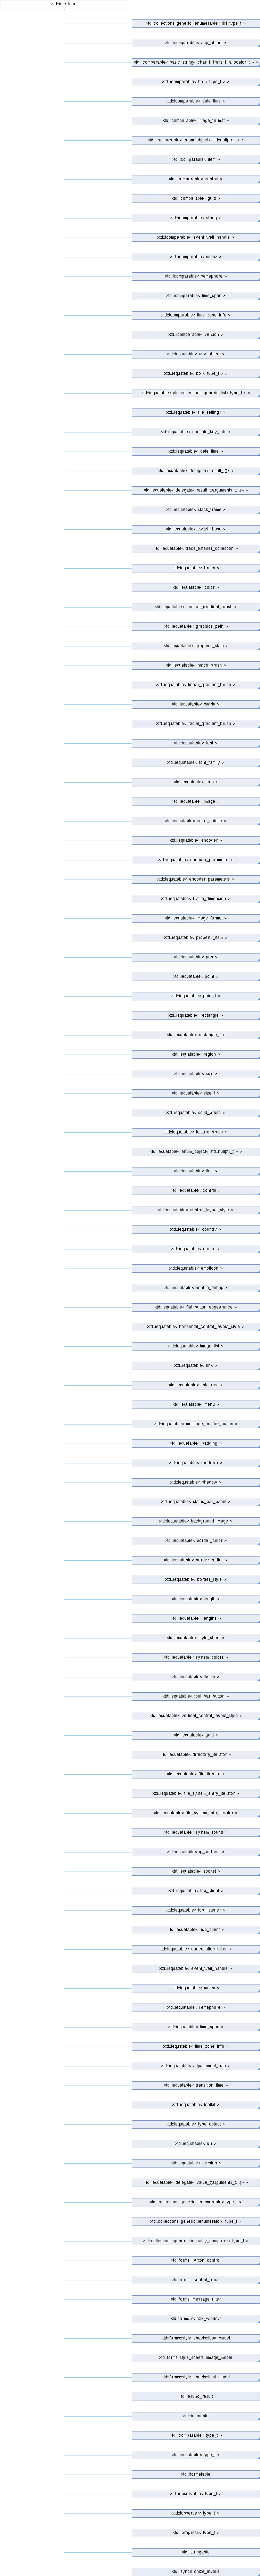 xtd::interface
xtd::collections::generic::ienumerable< list_type_t >
xtd::icomparable< any_object >
xtd::icomparable< basic_string< char_t, traits_t, allocator_t > >
xtd::icomparable< box< type_t > >
xtd::icomparable< date_time >
xtd::icomparable< image_format >
xtd::icomparable< enum_object< std::nullptr_t > >
xtd::icomparable< item >
xtd::icomparable< control >
xtd::icomparable< guid >
xtd::icomparable< string >
xtd::icomparable< event_wait_handle >
xtd::icomparable< mutex >
xtd::icomparable< semaphore >
xtd::icomparable< time_span >
xtd::icomparable< time_zone_info >
xtd::icomparable< version >
xtd::iequatable< any_object >
xtd::iequatable< box< type_t > >
xtd::iequatable< xtd::collections::generic::list< type_t > >
xtd::iequatable< file_settings >
xtd::iequatable< console_key_info >
xtd::iequatable< date_time >
xtd::iequatable< delegate< result_t()> >
xtd::iequatable< delegate< result_t(arguments_t...)> >
xtd::iequatable< stack_frame >
xtd::iequatable< switch_base >
xtd::iequatable< trace_listener_collection >
xtd::iequatable< brush >
xtd::iequatable< color >
xtd::iequatable< conical_gradient_brush >
xtd::iequatable< graphics_path >
xtd::iequatable< graphics_state >
xtd::iequatable< hatch_brush >
xtd::iequatable< linear_gradient_brush >
xtd::iequatable< matrix >
xtd::iequatable< radial_gradient_brush >
xtd::iequatable< font >
xtd::iequatable< font_family >
xtd::iequatable< icon >
xtd::iequatable< image >
xtd::iequatable< color_palette >
xtd::iequatable< encoder >
xtd::iequatable< encoder_parameter >
xtd::iequatable< encoder_parameters >
xtd::iequatable< frame_dimension >
xtd::iequatable< image_format >
xtd::iequatable< property_item >
xtd::iequatable< pen >
xtd::iequatable< point >
xtd::iequatable< point_f >
xtd::iequatable< rectangle >
xtd::iequatable< rectangle_f >
xtd::iequatable< region >
xtd::iequatable< size >
xtd::iequatable< size_f >
xtd::iequatable< solid_brush >
xtd::iequatable< texture_brush >
xtd::iequatable< enum_object< std::nullptr_t > >
xtd::iequatable< item >
xtd::iequatable< control >
xtd::iequatable< control_layout_style >
xtd::iequatable< country >
xtd::iequatable< cursor >
xtd::iequatable< emoticon >
xtd::iequatable< enable_debug >
xtd::iequatable< flat_button_appearance >
xtd::iequatable< horizontal_control_layout_style >
xtd::iequatable< image_list >
xtd::iequatable< link >
xtd::iequatable< link_area >
xtd::iequatable< menu >
xtd::iequatable< message_notifier_button >
xtd::iequatable< padding >
xtd::iequatable< renderer >
xtd::iequatable< shadow >
xtd::iequatable< status_bar_panel >
xtd::iequatable< background_image >
xtd::iequatable< border_color >
xtd::iequatable< border_radius >
xtd::iequatable< border_style >
xtd::iequatable< length >
xtd::iequatable< lengths >
xtd::iequatable< style_sheet >
xtd::iequatable< system_colors >
xtd::iequatable< theme >
xtd::iequatable< tool_bar_button >
xtd::iequatable< vertical_control_layout_style >
xtd::iequatable< guid >
xtd::iequatable< directory_iterator >
xtd::iequatable< file_iterator >
xtd::iequatable< file_system_entry_iterator >
xtd::iequatable< file_system_info_iterator >
xtd::iequatable< system_sound >
xtd::iequatable< ip_address >
xtd::iequatable< socket >
xtd::iequatable< tcp_client >
xtd::iequatable< tcp_listener >
xtd::iequatable< udp_client >
xtd::iequatable< cancellation_token >
xtd::iequatable< event_wait_handle >
xtd::iequatable< mutex >
xtd::iequatable< semaphore >
xtd::iequatable< time_span >
xtd::iequatable< time_zone_info >
xtd::iequatable< adjustement_rule >
xtd::iequatable< transition_time >
xtd::iequatable< toolkit >
xtd::iequatable< type_object >
xtd::iequatable< uri >
xtd::iequatable< version >
xtd::iequatable< delegate< value_t(arguments_t...)> >
xtd::collections::generic::ienumerable< type_t >
xtd::collections::generic::ienumerator< type_t >
xtd::collections::generic::iequality_comparer< type_t >
xtd::forms::ibutton_control
xtd::forms::icontrol_trace
xtd::forms::imessage_filter
xtd::forms::iwin32_window
xtd::forms::style_sheets::ibox_model
xtd::forms::style_sheets::iimage_model
xtd::forms::style_sheets::itext_model
xtd::iasync_result
xtd::iclonable
xtd::icomparable< type_t >
xtd::iequatable< type_t >
xtd::iformatable
xtd::iobservable< type_t >
xtd::iobserver< type_t >
xtd::iprogress< type_t >
xtd::istringable
xtd::isynchronize_invoke